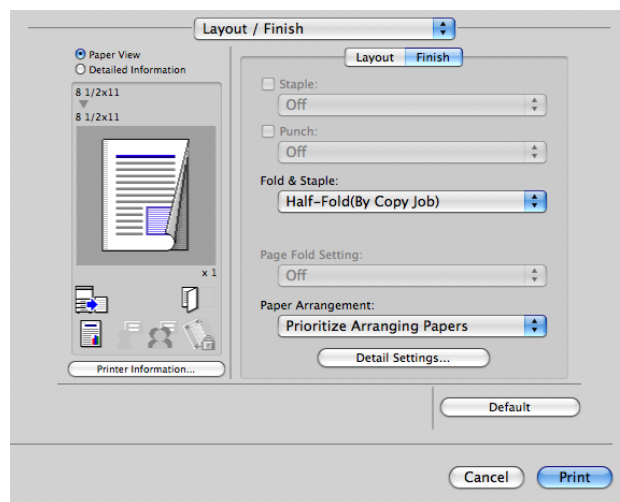 Layout / Finish
Paper View
Detailed Information
8 1/2x11
8 1/2x11
x 1
Printer Information...
Layout Finish
Staple:
Off
Punch:
Off
Fold & Staple:
Half-Fold(By Copy Job)
Page Fold Setting:
Off
Paper Arrangement:
Prioritize Arranging Papers
Detail Settings...
Default
Cancel Print